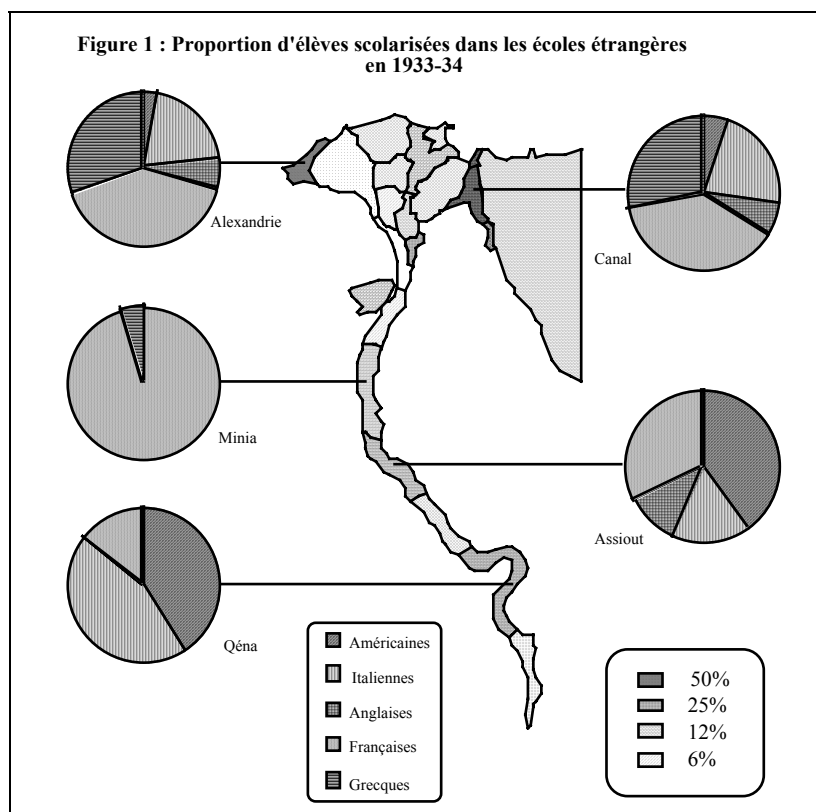 Figure 1 : Proportion d'élèves scolarisées dans les écoles étrangères
en 1933-34
Alexandrie
Canal
Minia
Assiout
Qéna
Américaines
Italiennes
Anglaises
Françaises
Grecques
50%
25%
12%
6%